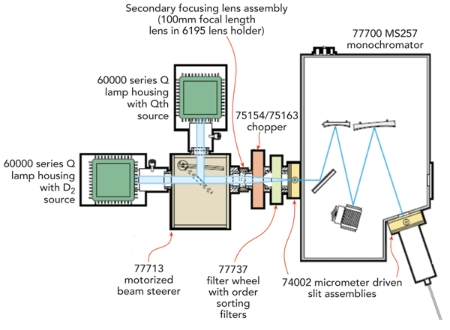 Secondary focusing lens assembly
(100mm focal length
lens in 6195 lens holder)
77700 MS257
monochromator
60000 series Q
lamp housing
with Qth
source
75154/75163
chopper
60000 series Q
lamp housing
with D2
source
77713
motorized
beam steerer
77737
filter wheel
with order
sorting
filters
74002 micrometer driven
slit assemblies